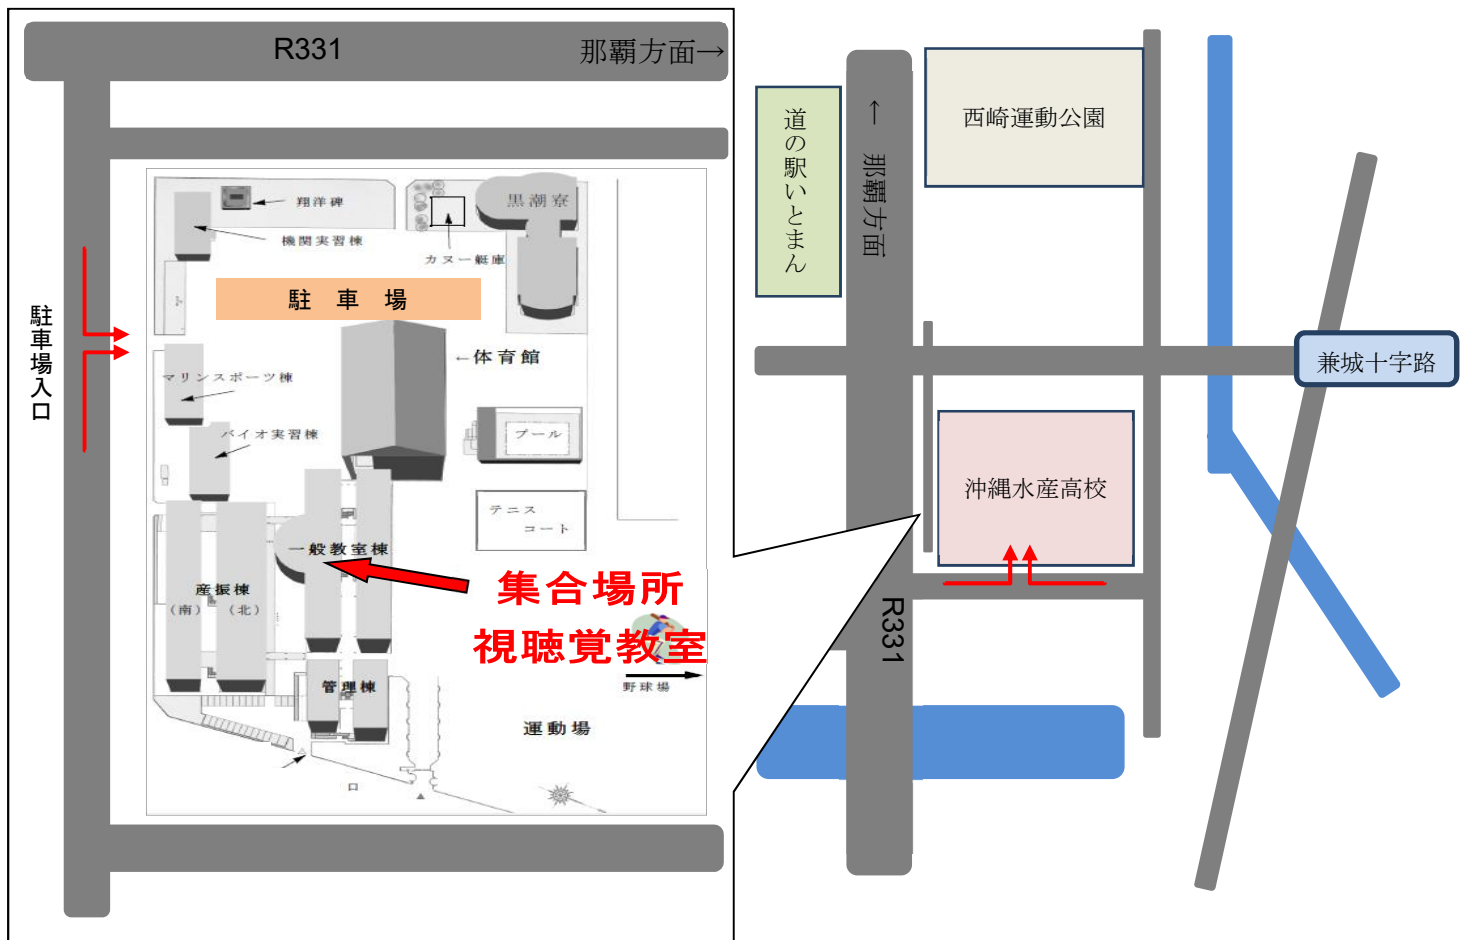 R331
那覇方面→
翔洋碑
機関実習棟
黒潮寮
カヌー艇庫
駐 車 場
駐車場入口
←体育館
マリンスポーツ棟
バイオ実習棟
プール
テニス
コート
一般教室棟
産振棟
(南)
(北)
集合場所
視聴覚教室
野球場
管理棟
運動場
口
道の駅いとまん
← 那覇方面
西崎運動公園
兼城十字路
沖縄水産高校
R331